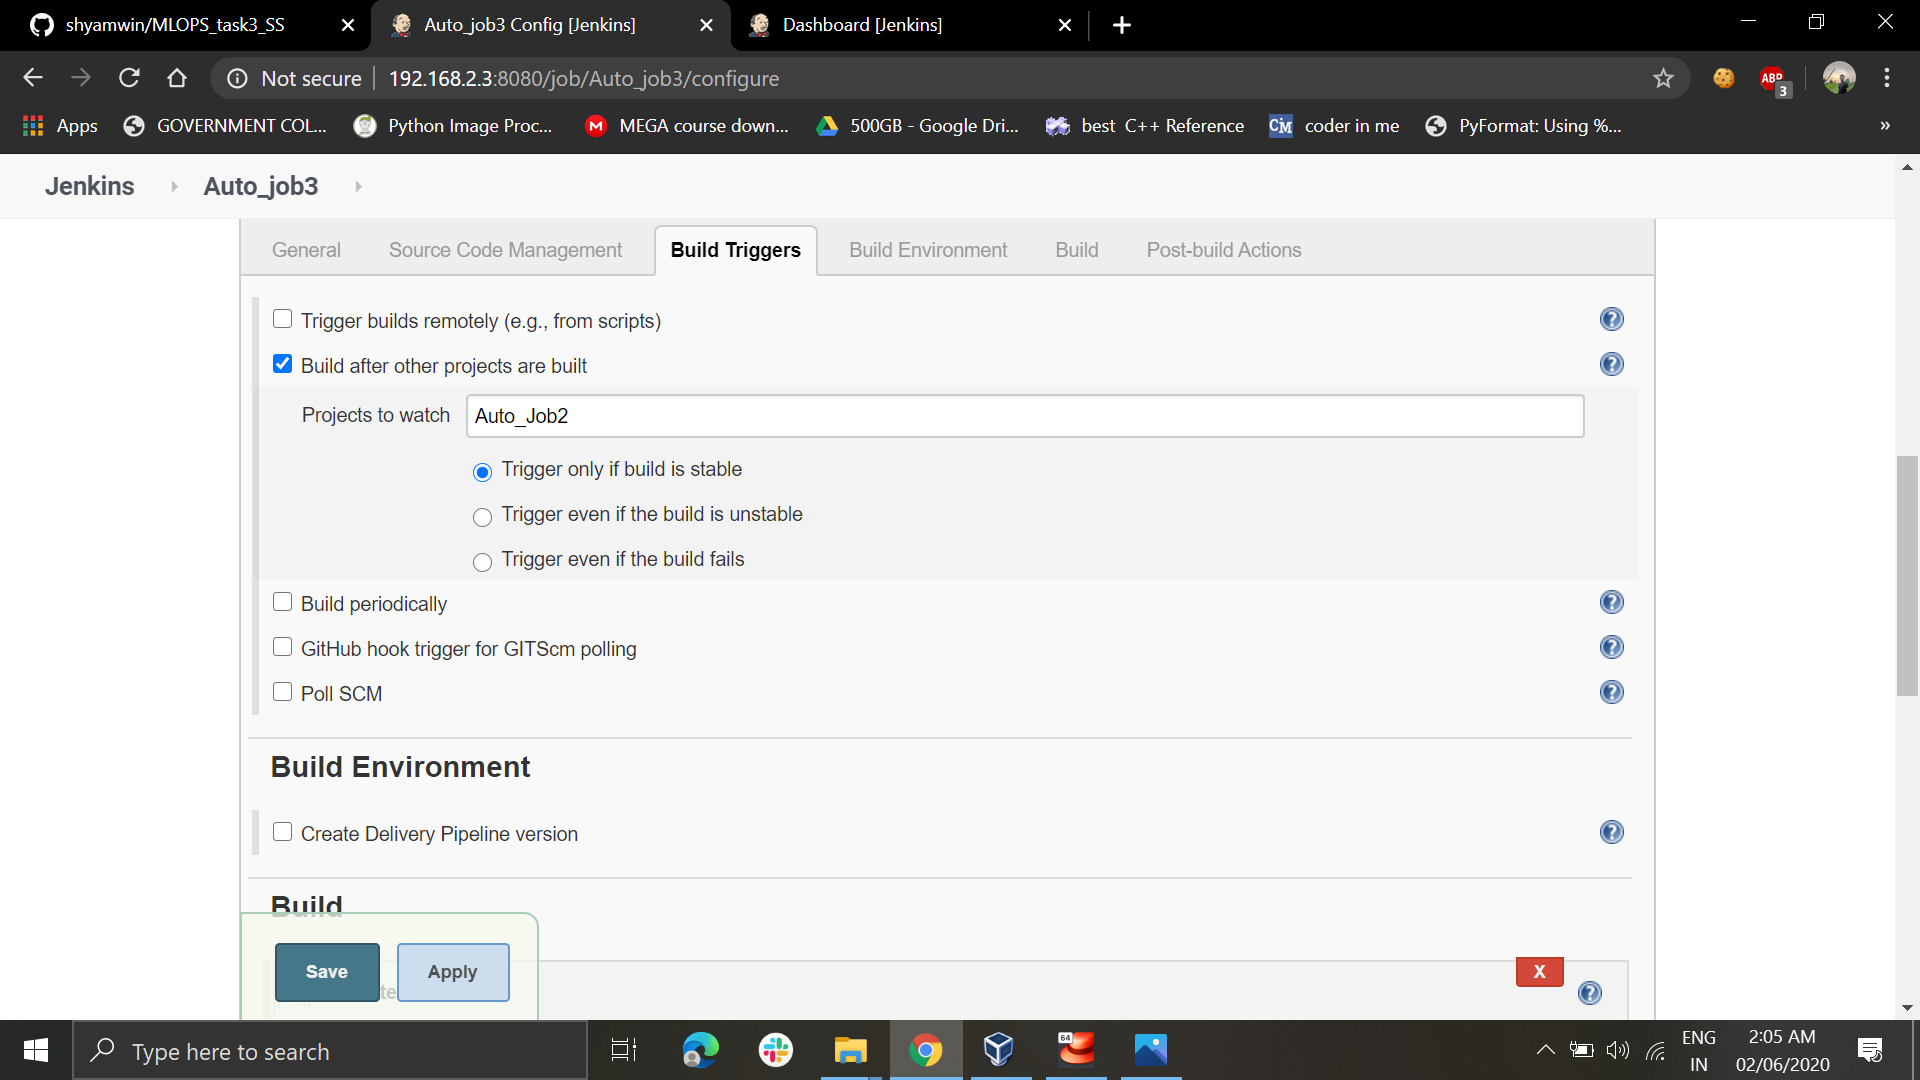 shyamwin/MLOPS_task3_SS
Auto_job3 Config [Jenkins]
Dashboard [Jenkins]
Not secure
192.168.2.3:8080/job/Auto_job3/configure
ABP
3
Apps
GOVERNMENT COL...
Python Image Proc...
M
MEGA course down...
500GB - Google Dri...
best C++ Reference
CM
coder in me
PyFormat: Using %...
»
Jenkins
Auto_job3
General
Source Code Management
Build Triggers
Build Environment
Build
Post-build Actions
Trigger builds remotely (e.g., from scripts)
Build after other projects are built
Projects to watch
Auto_Job2
Trigger only if build is stable
Trigger even if the build is unstable
Trigger even if the build fails
Build periodically
GitHub hook trigger for GITScm polling
Poll SCM
Build Environment
Create Delivery Pipeline version
Build
Save
Apply
X
Type here to search
64
ENG
IN
2:05 AM
02/06/2020